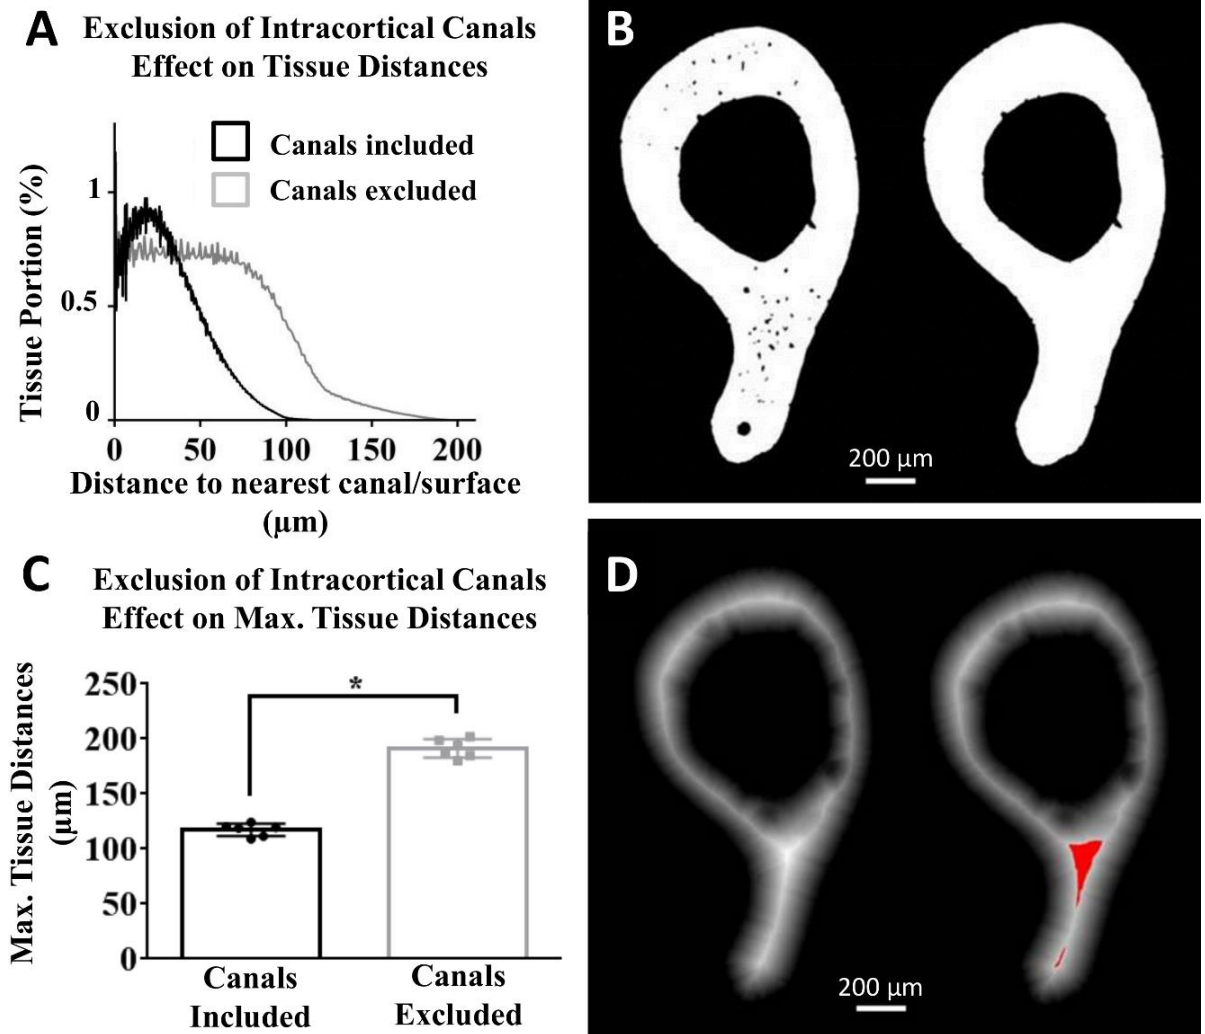 A
Exclusion of Intracortical Canals
Effect on Tissue Distances
Canals included
Canals excluded
Tissue Portion (%)
1
0.5
0
0 50 100 150 200
Distance to nearest canal/surface
(µm)
B
200 µm
C
Exclusion of Intracortical Canals
Effect on Max. Tissue Distances
Max. Tissue Distances
(µm)
250
200
150
100
50
0
*
Canals
Included
Canals
Excluded
D
200 µm